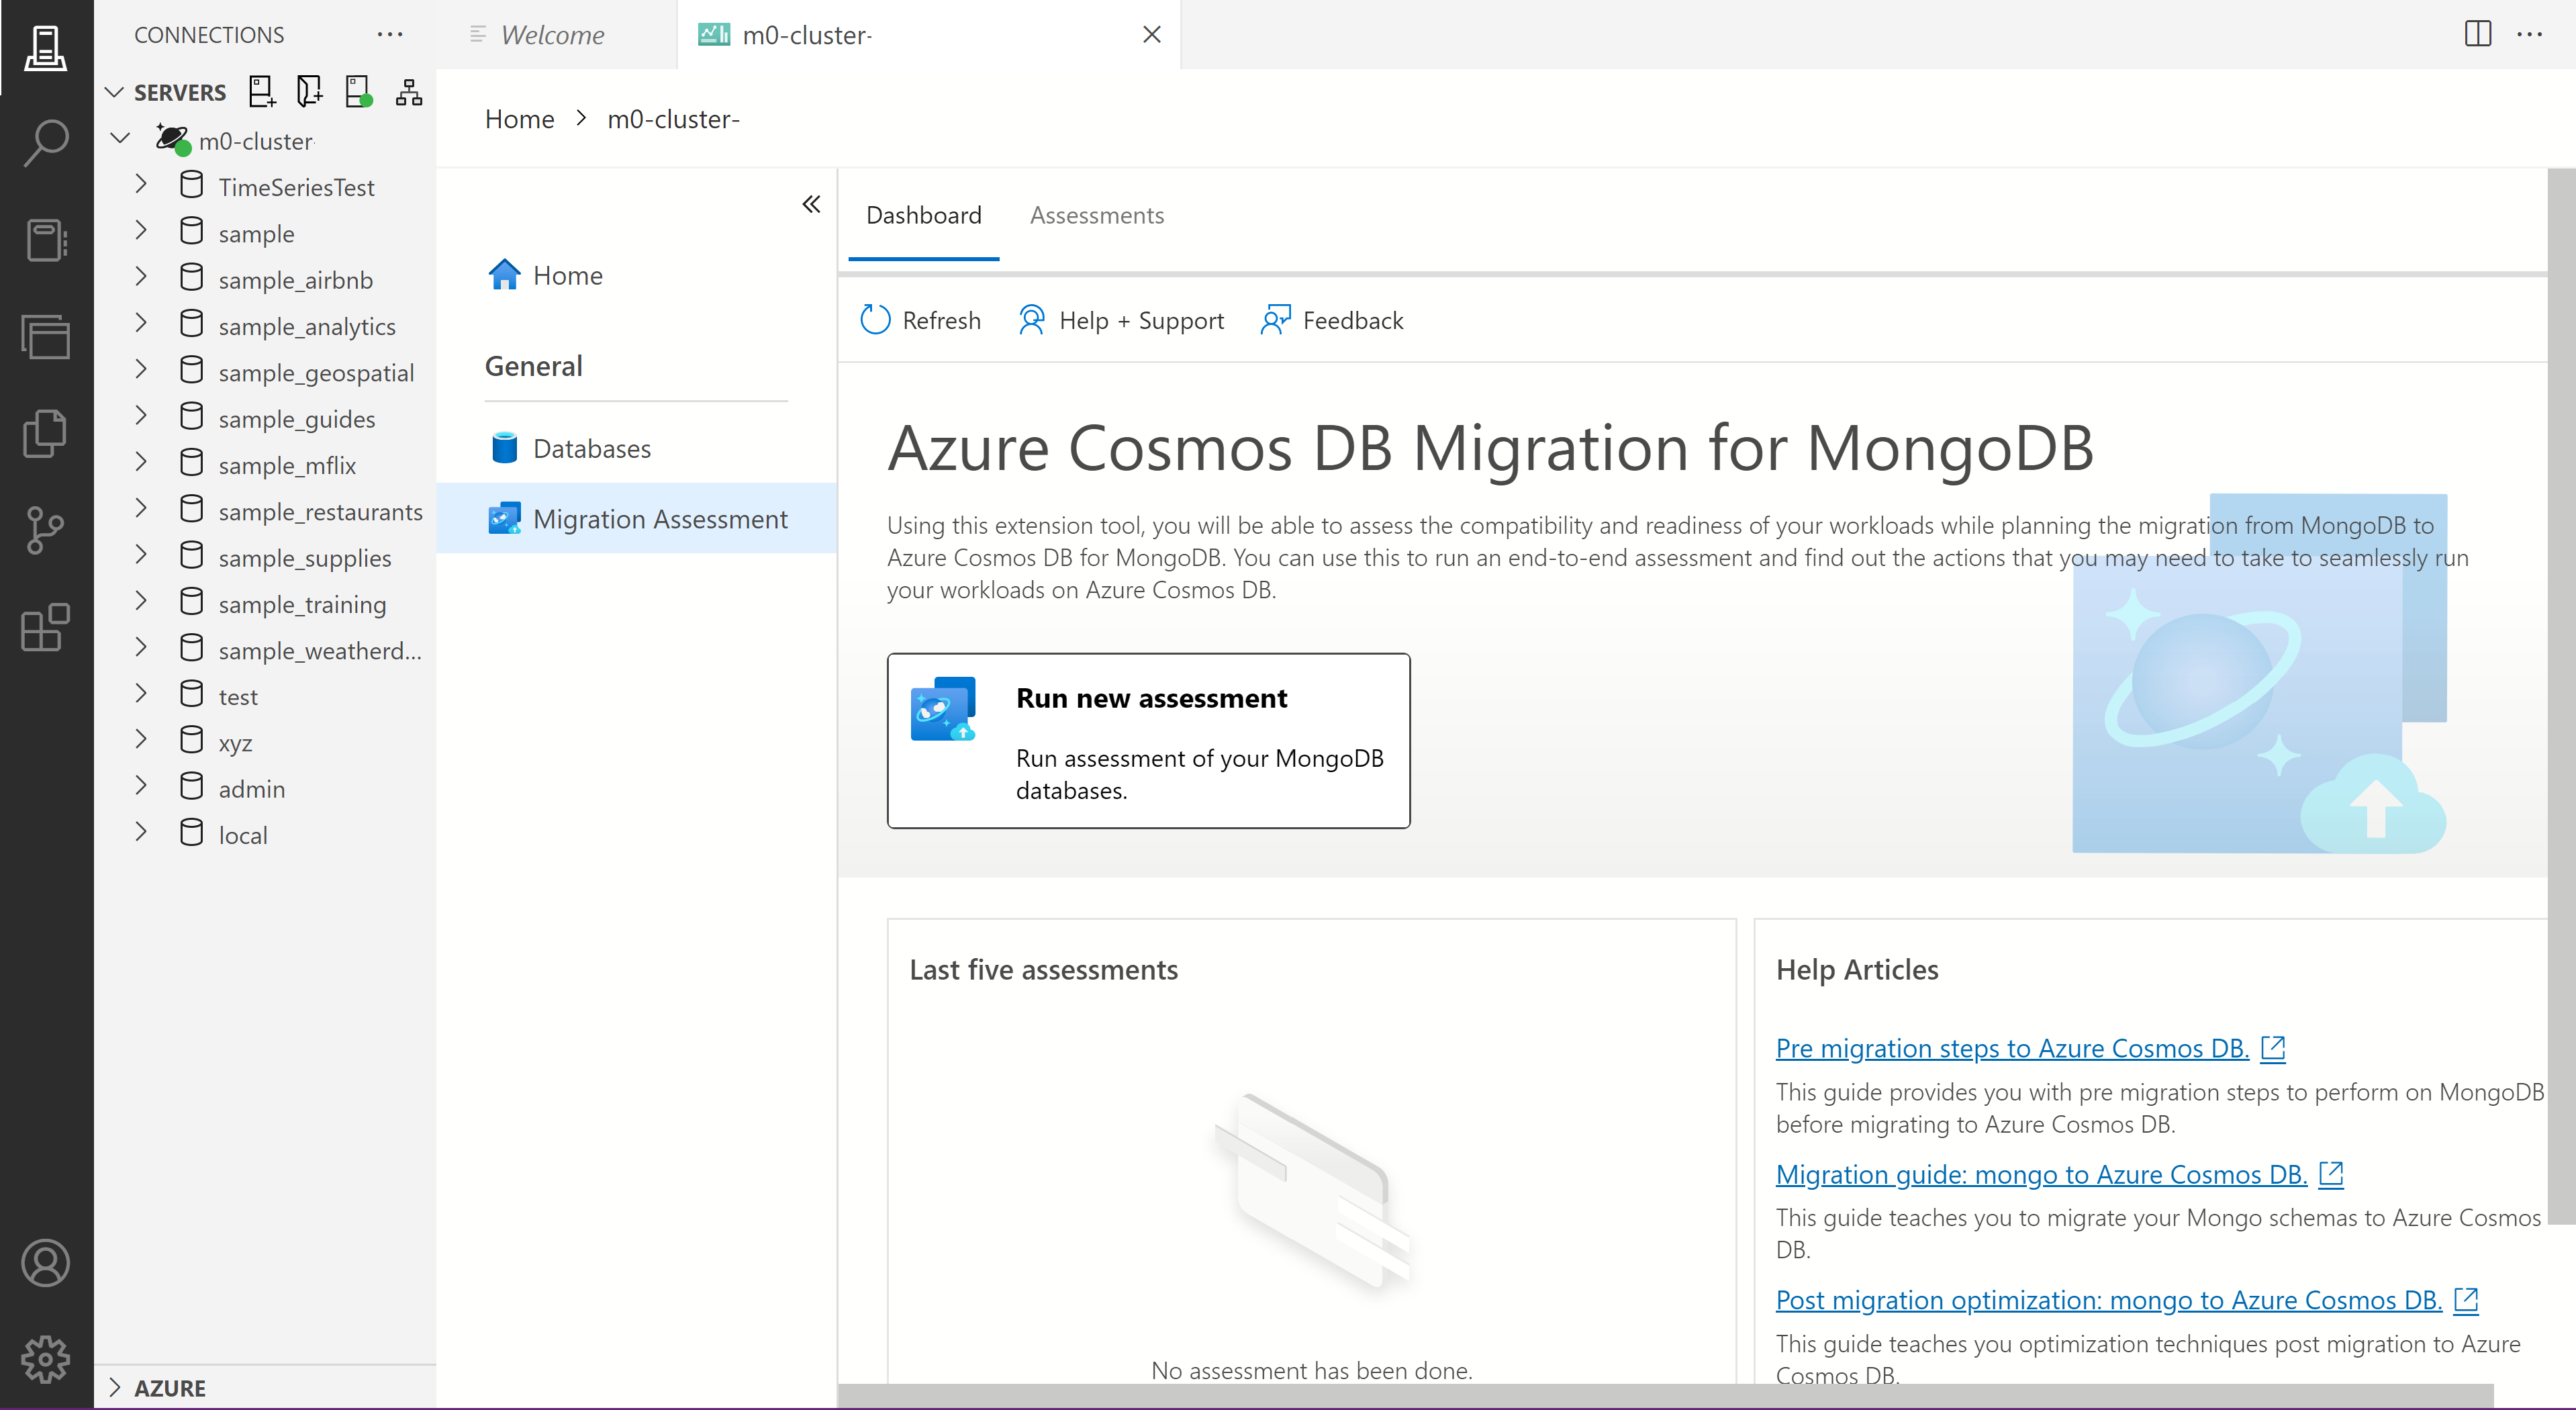 CONNECTIONS
SERVERS
m0-cluster
TimeSeriesTest
sample
sample_airbnb
sample_analytics
sample_geospatial
sample_guides
sample_mflix
sample_restaurants
sample_supplies
sample_training
sample_weatherd...
test
xyz
admin
local
AZURE
Welcome
m0-cluster-
Home > m0-cluster-
Home
General
Databases
Migration Assessment
Dashboard Assessments
Refresh Help + Support Feedback
Azure Cosmos DB Migration for MongoDB
Using this extension tool, you will be able to assess the compatibility and readiness of your workloads while planning the migration from MongoDB to
Azure Cosmos DB for MongoDB. You can use this to run an end-to-end assessment and find out the actions that you may need to take to seamlessly run
your workloads on Azure Cosmos DB.
Run new assessment
Run assessment of your MongoDB
databases.
Last five assessments
No assessment has been done.
Help Articles
Pre migration steps to Azure Cosmos DB.
This guide provides you with pre migration steps to perform on MongoDB
before migrating to Azure Cosmos DB.
Migration guide: mongo to Azure Cosmos DB.
This guide teaches you to migrate your Mongo schemas to Azure Cosmos
DB.
Post migration optimization: mongo to Azure Cosmos DB.
This guide teaches you optimization techniques post migration to Azure
Cosmos DB.